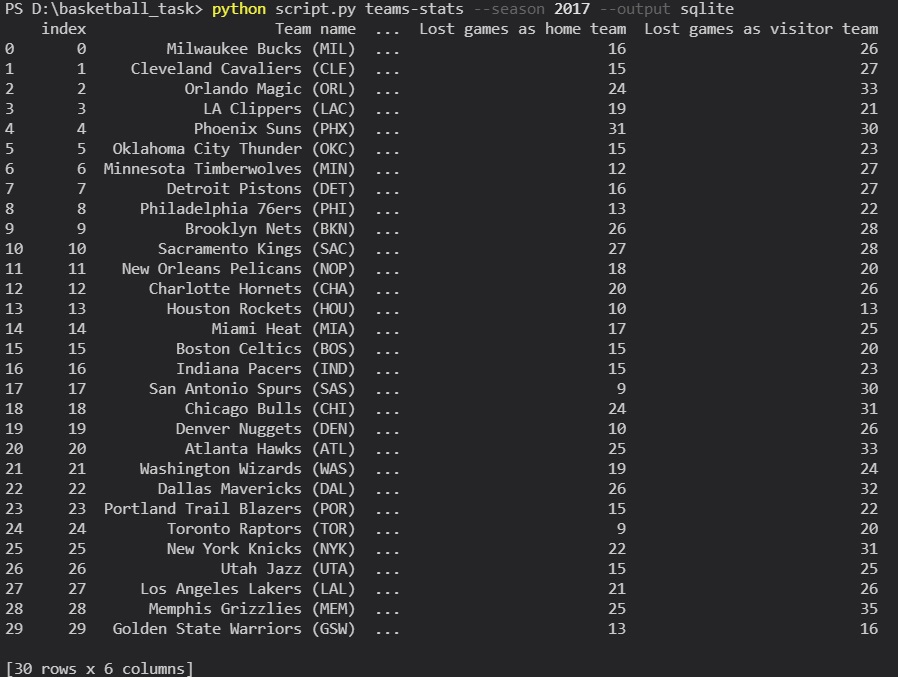 PS D:\basketball_task> python script.py teams-stats --season 2017 --output sqlite
index Team name ... Lost games as home team Lost games as visitor team
0 0 Milwaukee Bucks (MIL) ... 16 26
1 1 Cleveland Cavaliers (CLE) ... 15 27
2 2 Orlando Magic (ORL) ... 24 33
3 3 LA Clippers (LAC) ... 19 21
4 4 Phoenix Suns (PHX) ... 31 30
5 5 Oklahoma City Thunder (OKC) ... 15 23
6 6 Minnesota Timberwolves (MIN) ... 12 27
7 7 Detroit Pistons (DET) ... 16 27
8 8 Philadelphia 76ers (PHI) ... 13 22
9 9 Brooklyn Nets (BKN) ... 26 28
10 10 Sacramento Kings (SAC) ... 27 28
11 11 New Orleans Pelicans (NOP) ... 18 20
12 12 Charlotte Hornets (CHA) ... 20 26
13 13 Houston Rockets (HOU) ... 10 13
14 14 Miami Heat (MIA) ... 17 25
15 15 Boston Celtics (BOS) ... 15 20
16 16 Indiana Pacers (IND) ... 15 23
17 17 San Antonio Spurs (SAS) ... 9 30
18 18 Chicago Bulls (CHI) ... 24 31
19 19 Denver Nuggets (DEN) ... 10 26
20 20 Atlanta Hawks (ATL) ... 25 33
21 21 Washington Wizards (WAS) ... 19 24
22 22 Dallas Mavericks (DAL) ... 26 32
23 23 Portland Trail Blazers (POR) ... 15 22
24 24 Toronto Raptors (TOR) ... 9 20
25 25 New York Knicks (NYK) ... 22 31
26 26 Utah Jazz (UTA) ... 15 25
27 27 Los Angeles Lakers (LAL) ... 21 26
28 28 Memphis Grizzlies (MEM) ... 25 35
29 29 Golden State Warriors (GSW) ... 13 16
[30 rows x 6 columns]